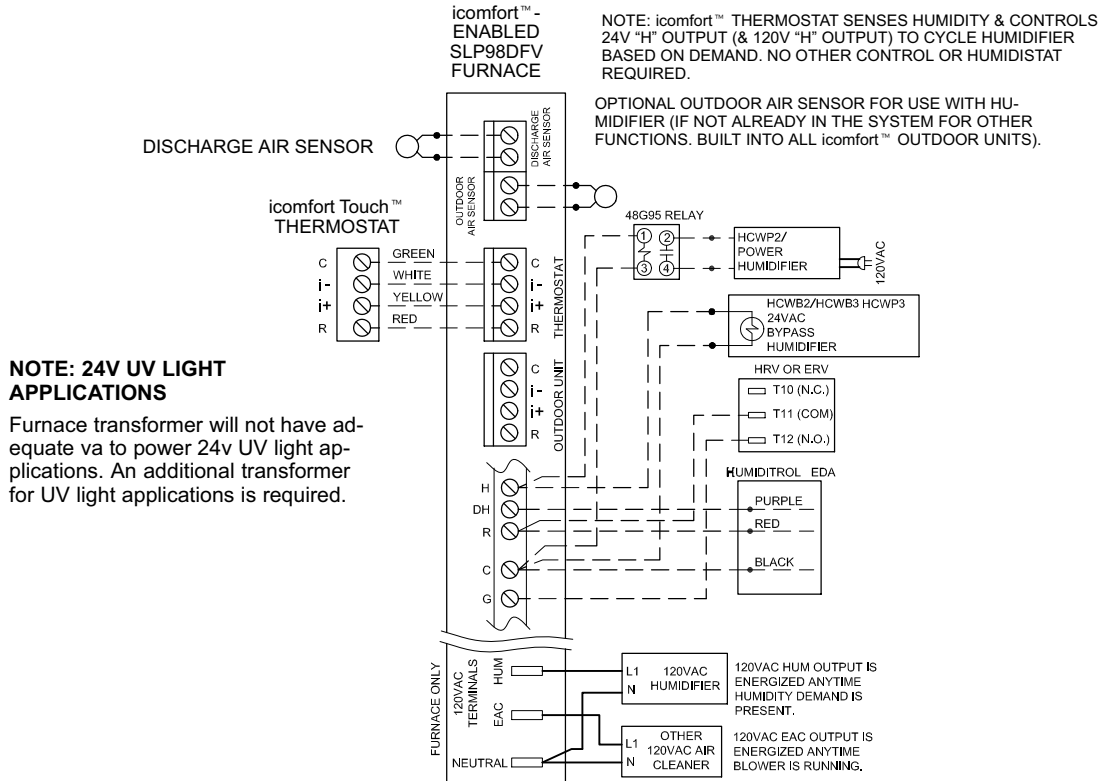 icomfort™-
ENABLED
SLP98DFV
FURNACE
NOTE: icomfort™ THERMOSTAT SENSES HUMIDITY & CONTROLS
24V “H” OUTPUT (& 120V “H” OUTPUT) TO CYCLE HUMIDIFIER
BASED ON DEMAND. NO OTHER CONTROL OR HUMIDISTAT
REQUIRED.
OPTIONAL OUTDOOR AIR SENSOR FOR USE WITH HU-
MIDIFIER (IF NOT ALREADY IN THE SYSTEM FOR OTHER
FUNCTIONS. BUILT INTO ALL icomfort™ OUTDOOR UNITS).
DISCHARGE AIR SENSOR
DISCHARGE
AIR SENSOR
OUTDOOR
AIR SENSOR
icomfort Touch™
THERMOSTAT
C
i-
i+
R
GREEN
WHITE
YELLOW
RED
C
i-
i+
R
THERMOSTAT
48G95 RELAY
1 2
3 4
HCWP2/
POWER
HUMIDIFIER
120VAC
HCWB2/HCWB3 HCWP3
24VAC
BYPASS
HUMIDIFIER
NOTE: 24V UV LIGHT
APPLICATIONS
Furnace transformer will not have ad-
equate va to power 24v UV light ap-
plications. An additional transformer
for UV light applications is required.
C
i-
i+
R
OUTDOOR UNIT
HRV OR ERV
T10 (N.C.)
T11 (COM)
T12 (N.O.)
H
DH
R
C
G
HUMIDITROL EDA
PURPLE
RED
BLACK
FURNACE ONLY
120VAC
TERMINALS
HUM
EAC
NEUTRAL
L1
N
120VAC
HUMIDIFIER
120VAC HUM OUTPUT IS
ENERGIZED ANYTIME
HUMIDITY DEMAND IS
PRESENT.
L1
N
OTHER
120VAC AIR
CLEANER
120VAC EAC OUTPUT IS
ENERGIZED ANYTIME
BLOWER IS RUNNING.